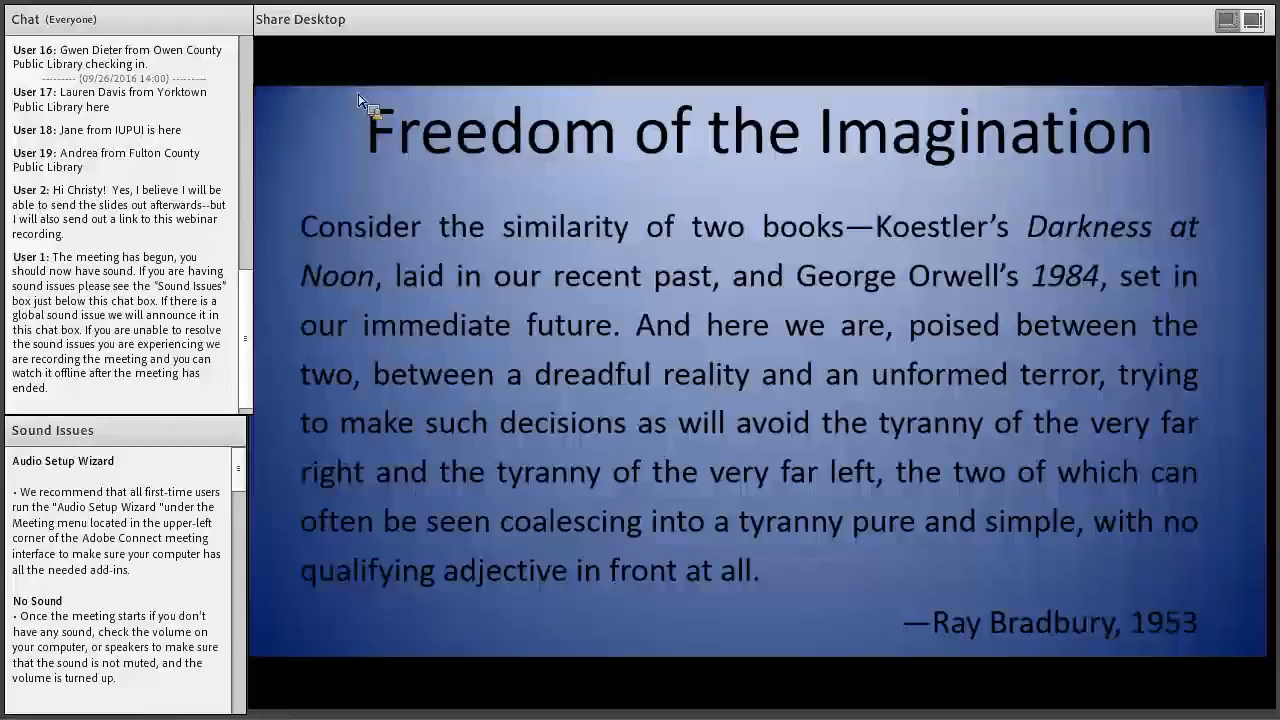 Chat (Everyone)
User 16: Gwen Dieter from Owen County
Public Library checking in.
--------- (09/26/2016 14:00) ---------
User 17: Lauren Davis from Yorktown
Public Library here
User 18: Jane from IUPUI is here
User 19: Andrea from Fulton County
Public Library
User 2: Hi Christy!  Yes, I believe I will be
able to send the slides out afterwards--but
I will also send out a link to this webinar
recording.
User 1: The meeting has begun, you
should now have sound. If you are having
sound issues please see the "Sound Issues"
box just below this chat box. If there is a
global sound issue we will announce it in
this chat box. If you are unable to resolve
the sound issues you are experiencing we
are recording the meeting and you can
watch it offline after the meeting has
ended.
Sound Issues
Audio Setup Wizard
• We recommend that all first-time users
run the "Audio Setup Wizard "under the
Meeting menu located in the upper-left
corner of the Adobe Connect meeting
interface to make sure your computer has
all the needed add-ins.
No Sound
• Once the meeting starts if you don't
have any sound, check the volume on
your computer, or speakers to make sure
that the sound is not muted, and the
volume is turned up.
Share Desktop
Freedom of the Imagination
Consider the similarity of two books—Koestler's Darkness at
Noon, laid in our recent past, and George Orwell's 1984, set in
our immediate future. And here we are, poised between the
two, between a dreadful reality and an unformed terror, trying
to make such decisions as will avoid the tyranny of the very far
right and the tyranny of the very far left, the two of which can
often be seen coalescing into a tyranny pure and simple, with no
qualifying adjective in front at all.
—Ray Bradbury, 1953